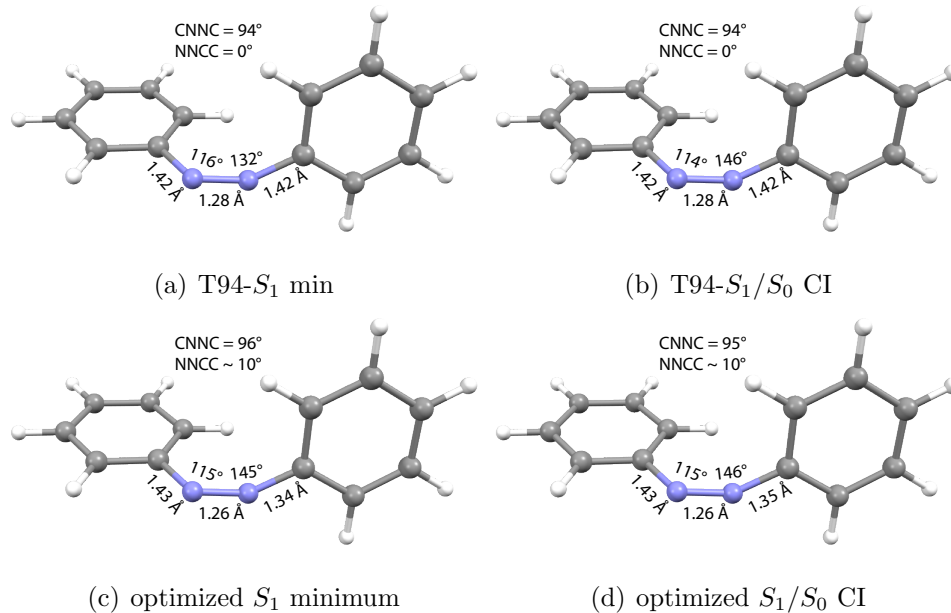 CNNC = 94°
NNCC = 0°
116° 132°
1.42 Å 1.28 Å 1.42 Å
(a) T94-S₁ min
CNNC = 94°
NNCC = 0°
114° 146°
1.42 Å 1.28 Å 1.42 Å
(b) T94-S₁/S₀ CI
CNNC = 96°
NNCC ~ 10°
115° 145°
1.43 Å 1.26 Å 1.34 Å
(c) optimized S₁ minimum
CNNC = 95°
NNCC ~ 10°
115° 146°
1.43 Å 1.26 Å 1.35 Å
(d) optimized S₁/S₀ CI